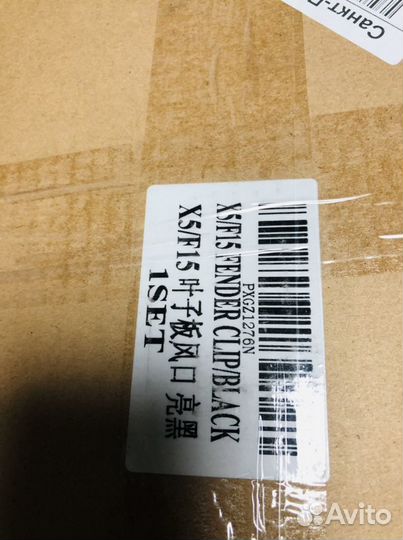 Санкт-П
PXGZ1276N
X5/F15 FENDER CLIP/BLACK
X5/F15 叶子板风口 亮黑
1SET
Avito